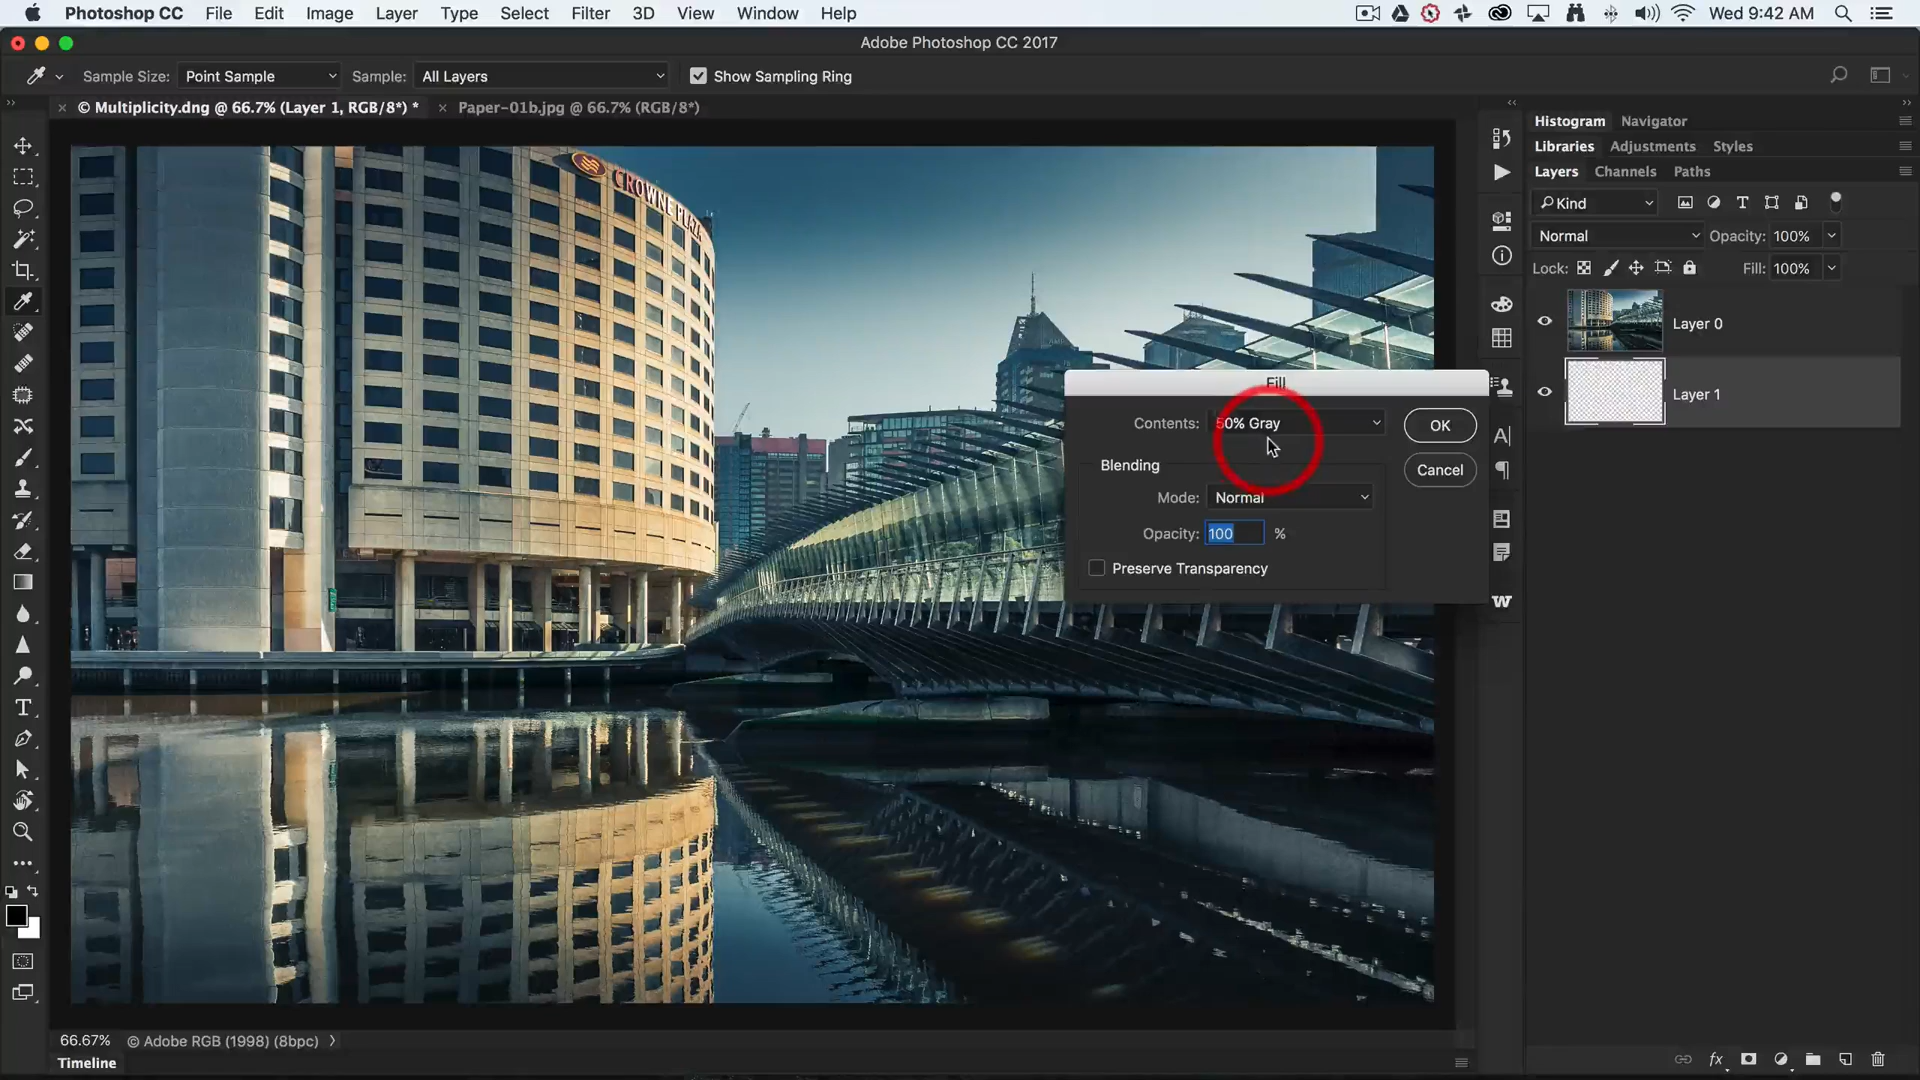 Photoshop CC File Edit Image Layer Type Select Filter 3D View Window Help Wed 9:42 AM
Adobe Photoshop CC 2017
Sample Size: Point Sample Sample: All Layers Show Sampling Ring
© Multiplicity.dng @ 66.7% (Layer 1, RGB/8*) * Paper-01b.jpg @ 66.7% (RGB/8*)
Histogram Navigator
Libraries Adjustments Styles
Layers Channels Paths
Kind
Normal Opacity: 100%
Lock: Fill: 100%
Layer 0
Layer 1
CROWNE PLAZA
Fill
Contents: 50% Gray OK
Blending Cancel
Mode: Normal
Opacity: 100 %
Preserve Transparency
66.67% © Adobe RGB (1998) (8bpc)
Timeline